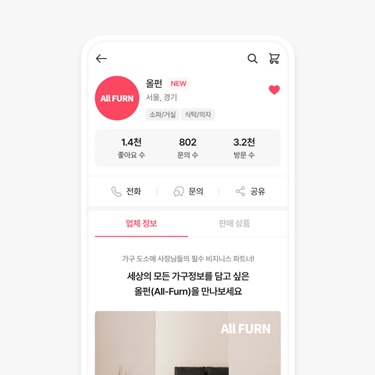 올펀 NEW
서울, 경기
All FURN
소파/거실 식탁/의자
1.4천 802 3.2천
좋아요 수 문의 수 방문 수
전화 문의 공유
업체 정보 판매 상품
가구 도소매 사장님들의 필수 비지니스 파트너!
세상의 모든 가구정보를 담고 싶은
올펀(All-Furn)을 만나보세요
All FURN